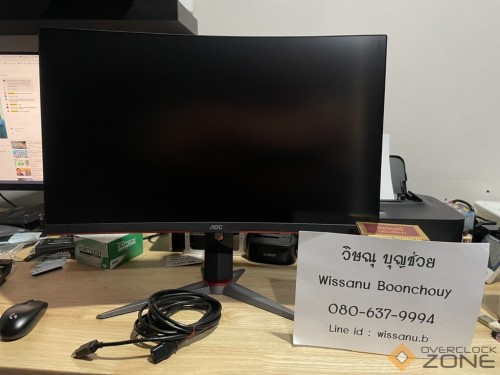 AOC
วิษณุ บุญช่วย
Wissanu Boonchouy
080-637-9994
Line id : wissanu.b
OVERCLOCK
ZONE